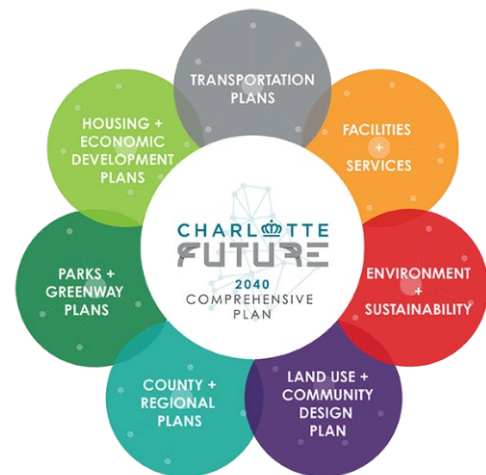 TRANSPORTATION
PLANS
FACILITIES
+
SERVICES
ENVIRONMENT
+
SUSTAINABILITY
LAND USE +
COMMUNITY
DESIGN
PLAN
COUNTY +
REGIONAL
PLANS
PARKS +
GREENWAY
PLANS
HOUSING +
ECONOMIC
DEVELOPMENT
PLANS
CHARLOTTE
FUTURE
2040
COMPREHENSIVE
PLAN